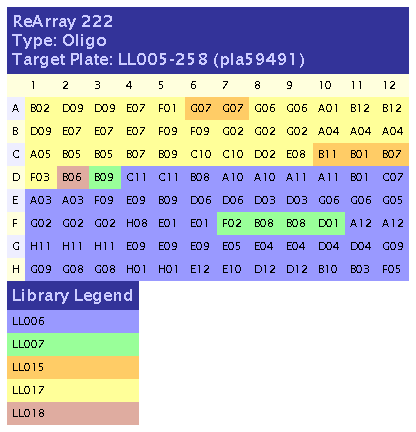 ReArray 222
Type: Oligo
Target Plate: LL005-258 (pla59491)
1 2 3 4 5 6 7 8 9 10 11 12
A B02 D09 D09 E07 F01 G07 G07 G06 G06 A01 B12 B12
B D09 E07 E07 E07 F09 F09 G02 G02 G02 A04 A04 A04
C A05 B05 B05 B07 B09 C10 C10 D02 E08 B11 B01 B07
D F03 B06 B09 C11 C11 B08 A10 A10 A11 A11 B01 C07
E A03 A03 F09 E09 B09 D06 D06 D03 D03 G06 G06 G07
F G02 G02 G02 H08 E01 E01 F02 B08 B08 D01 A12 A12
G H11 H11 H11 E09 E09 E09 E05 E04 E04 D04 D04 G09
H G09 G08 G08 H01 H01 E12 E10 D12 D12 B10 B03 F05
Library Legend
LL006
LL007
LL015
LL017
LL018